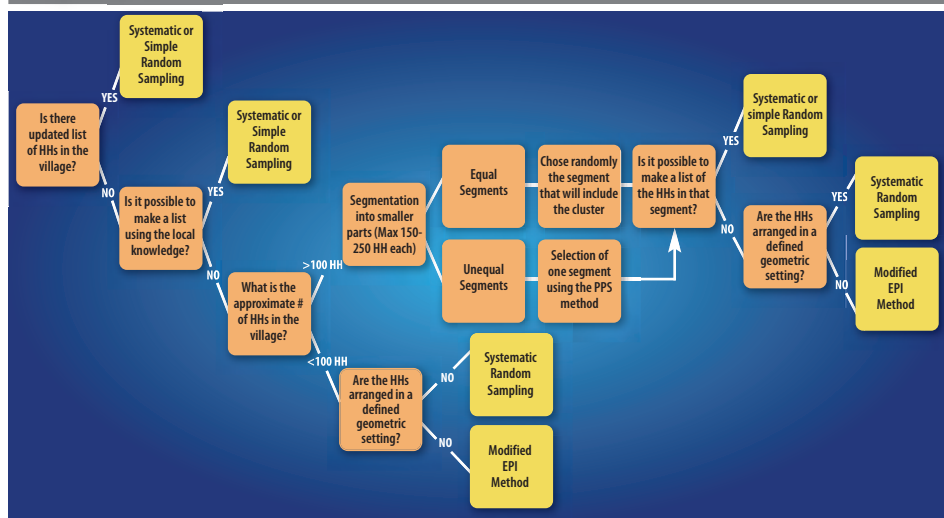 Systematic or
Simple
Random
Sampling
YES
Is there
updated list
of HHs in the
village?
NO
Systematic or
Simple
Random
Sampling
YES
Is it possible to
make a list
using the local
knowledge?
NO
What is the
approximate #
of HHs in the
village?
>100 HH
Segmentation
into smaller
parts (Max 150-
250 HH each)
Equal
Segments
Chose randomly
the segment
that will include
the cluster
Unequal
Segments
Selection of
one segment
using the PPS
method
Is it possible to
make a list of
the HHs in that
segment?
YES
Systematic or
simple Random
Sampling
NO
Are the HHs
arranged in a
defined
geometric
setting?
YES
Systematic
Random
Sampling
NO
Modified
EPI
Method
<100 HH
Are the HHs
arranged in a
defined
geometric
setting?
NO
Systematic
Random
Sampling
NO
Modified
EPI
Method